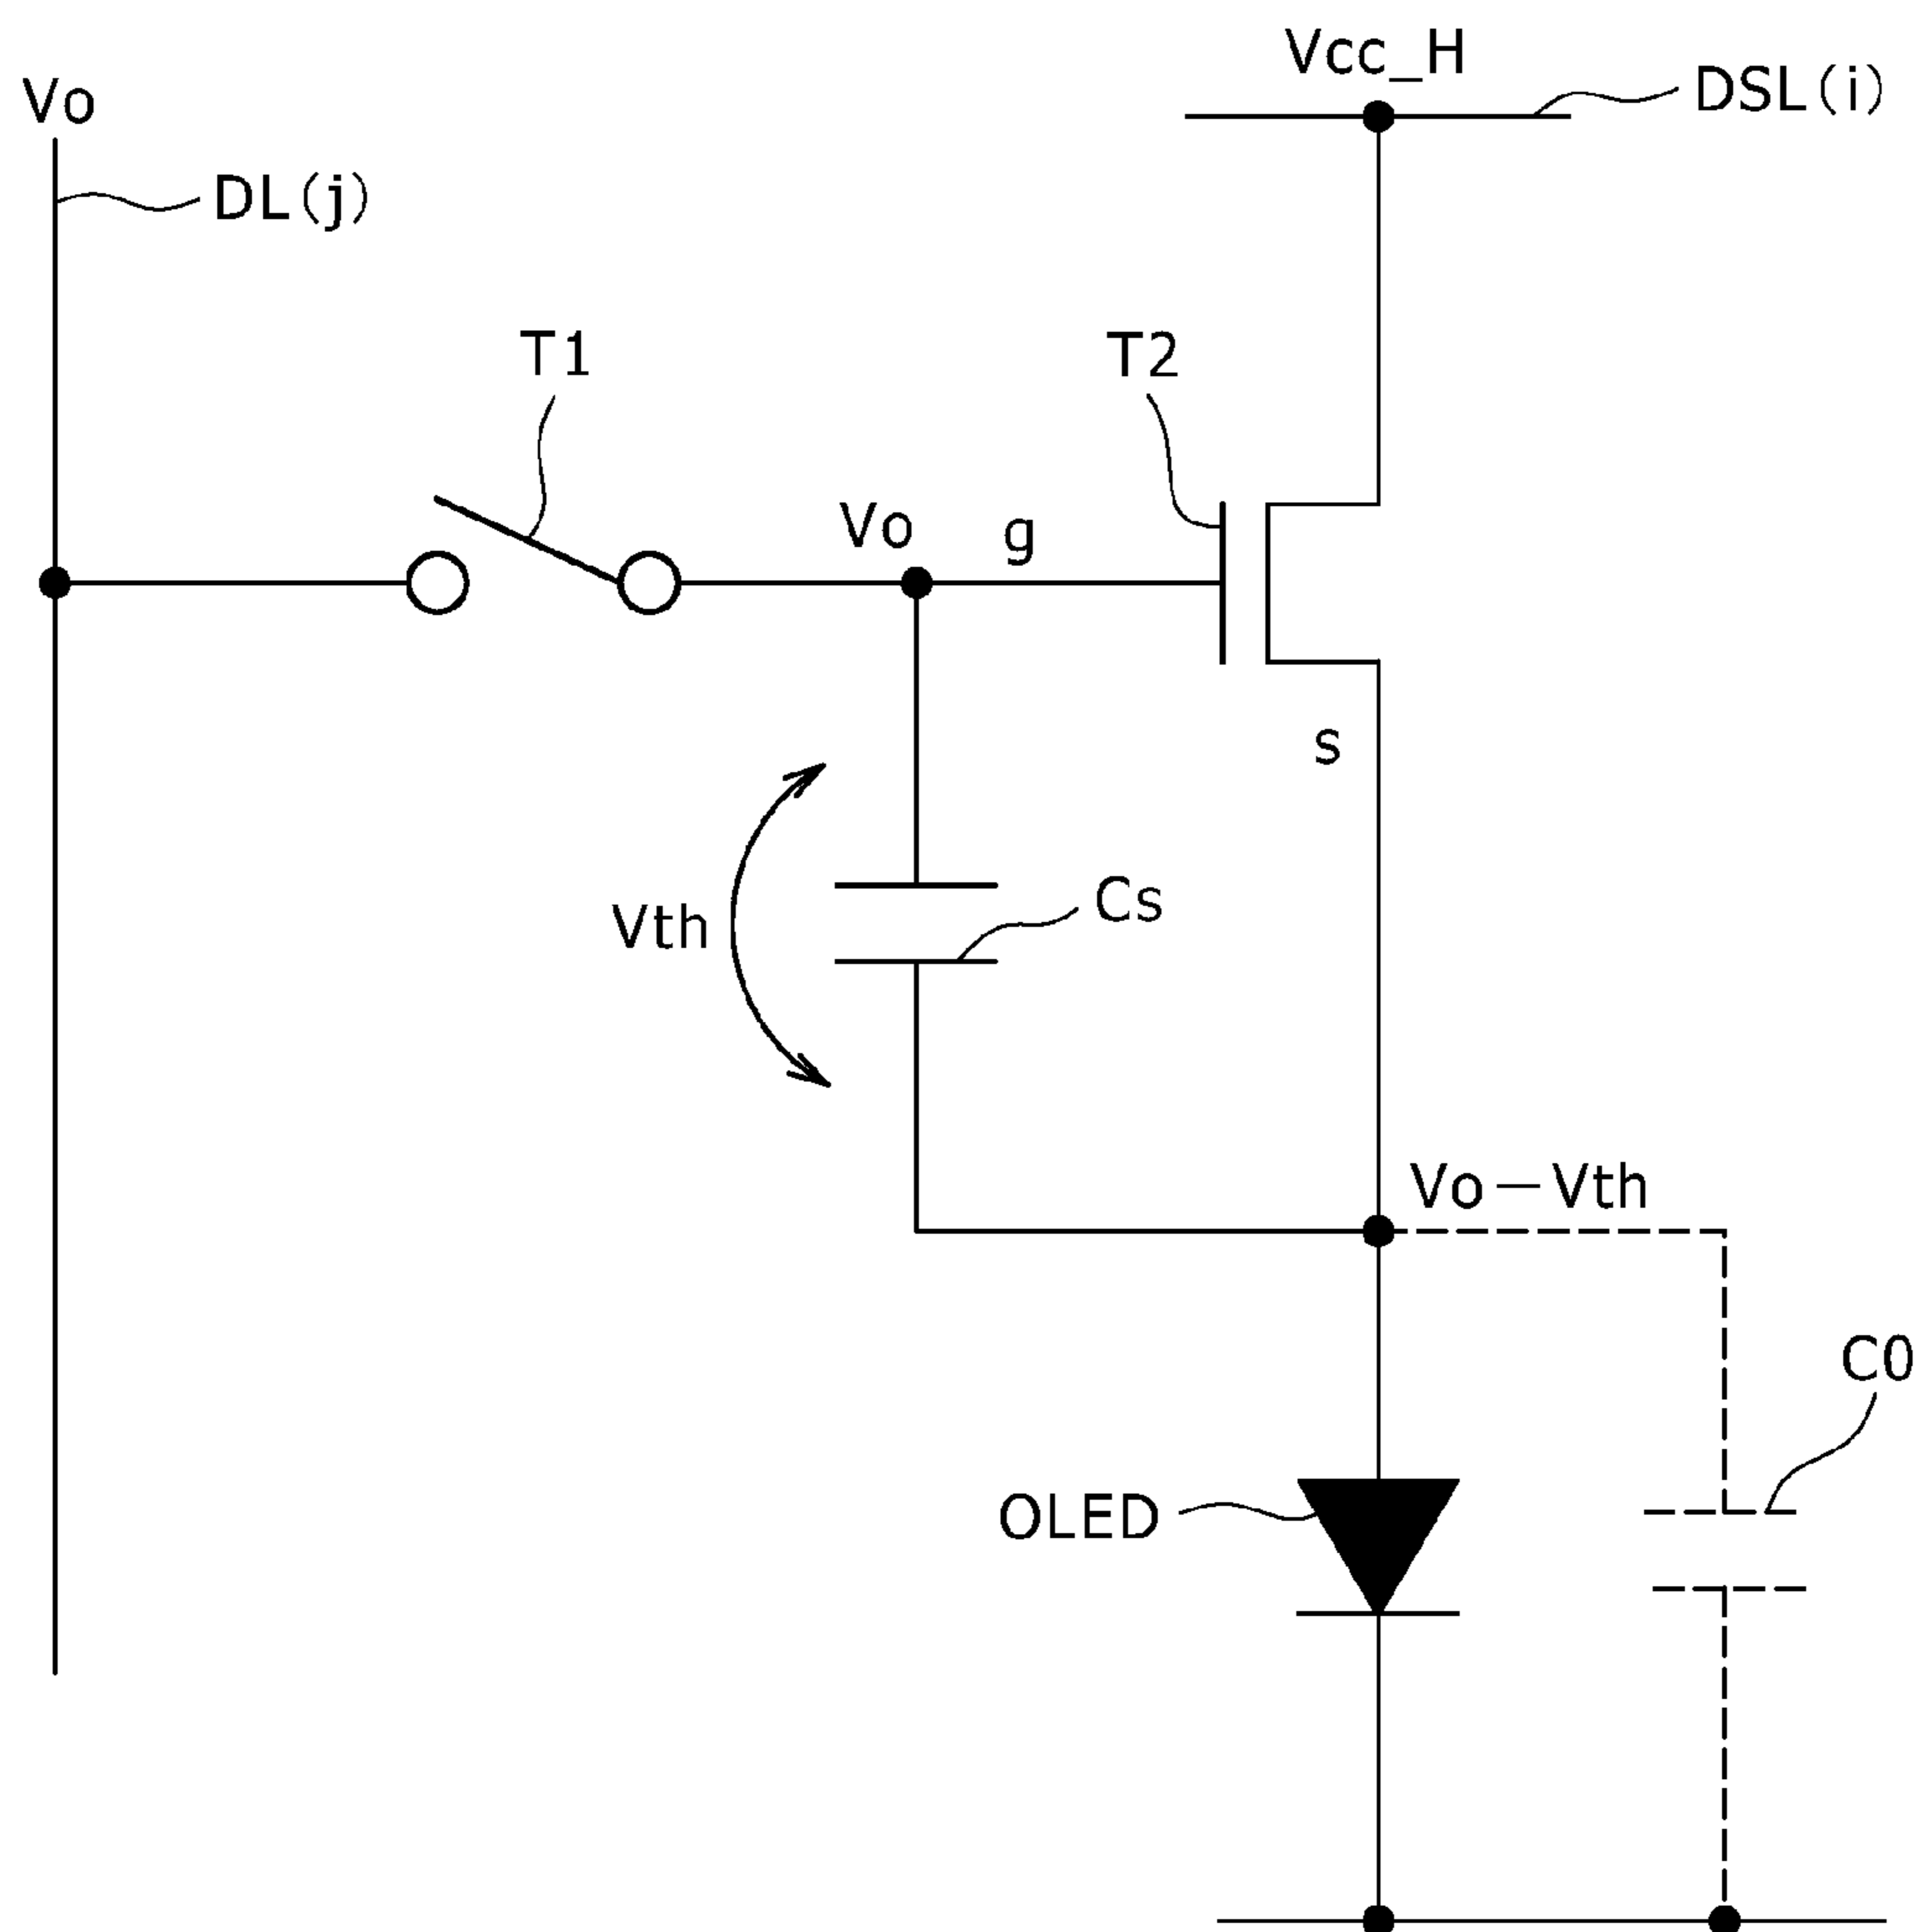 Vcc_H
DSL(i)
Vo
DL(j)
T1
T2
Vo
g
s
Cs
Vth
Vo－Vth
C0
OLED